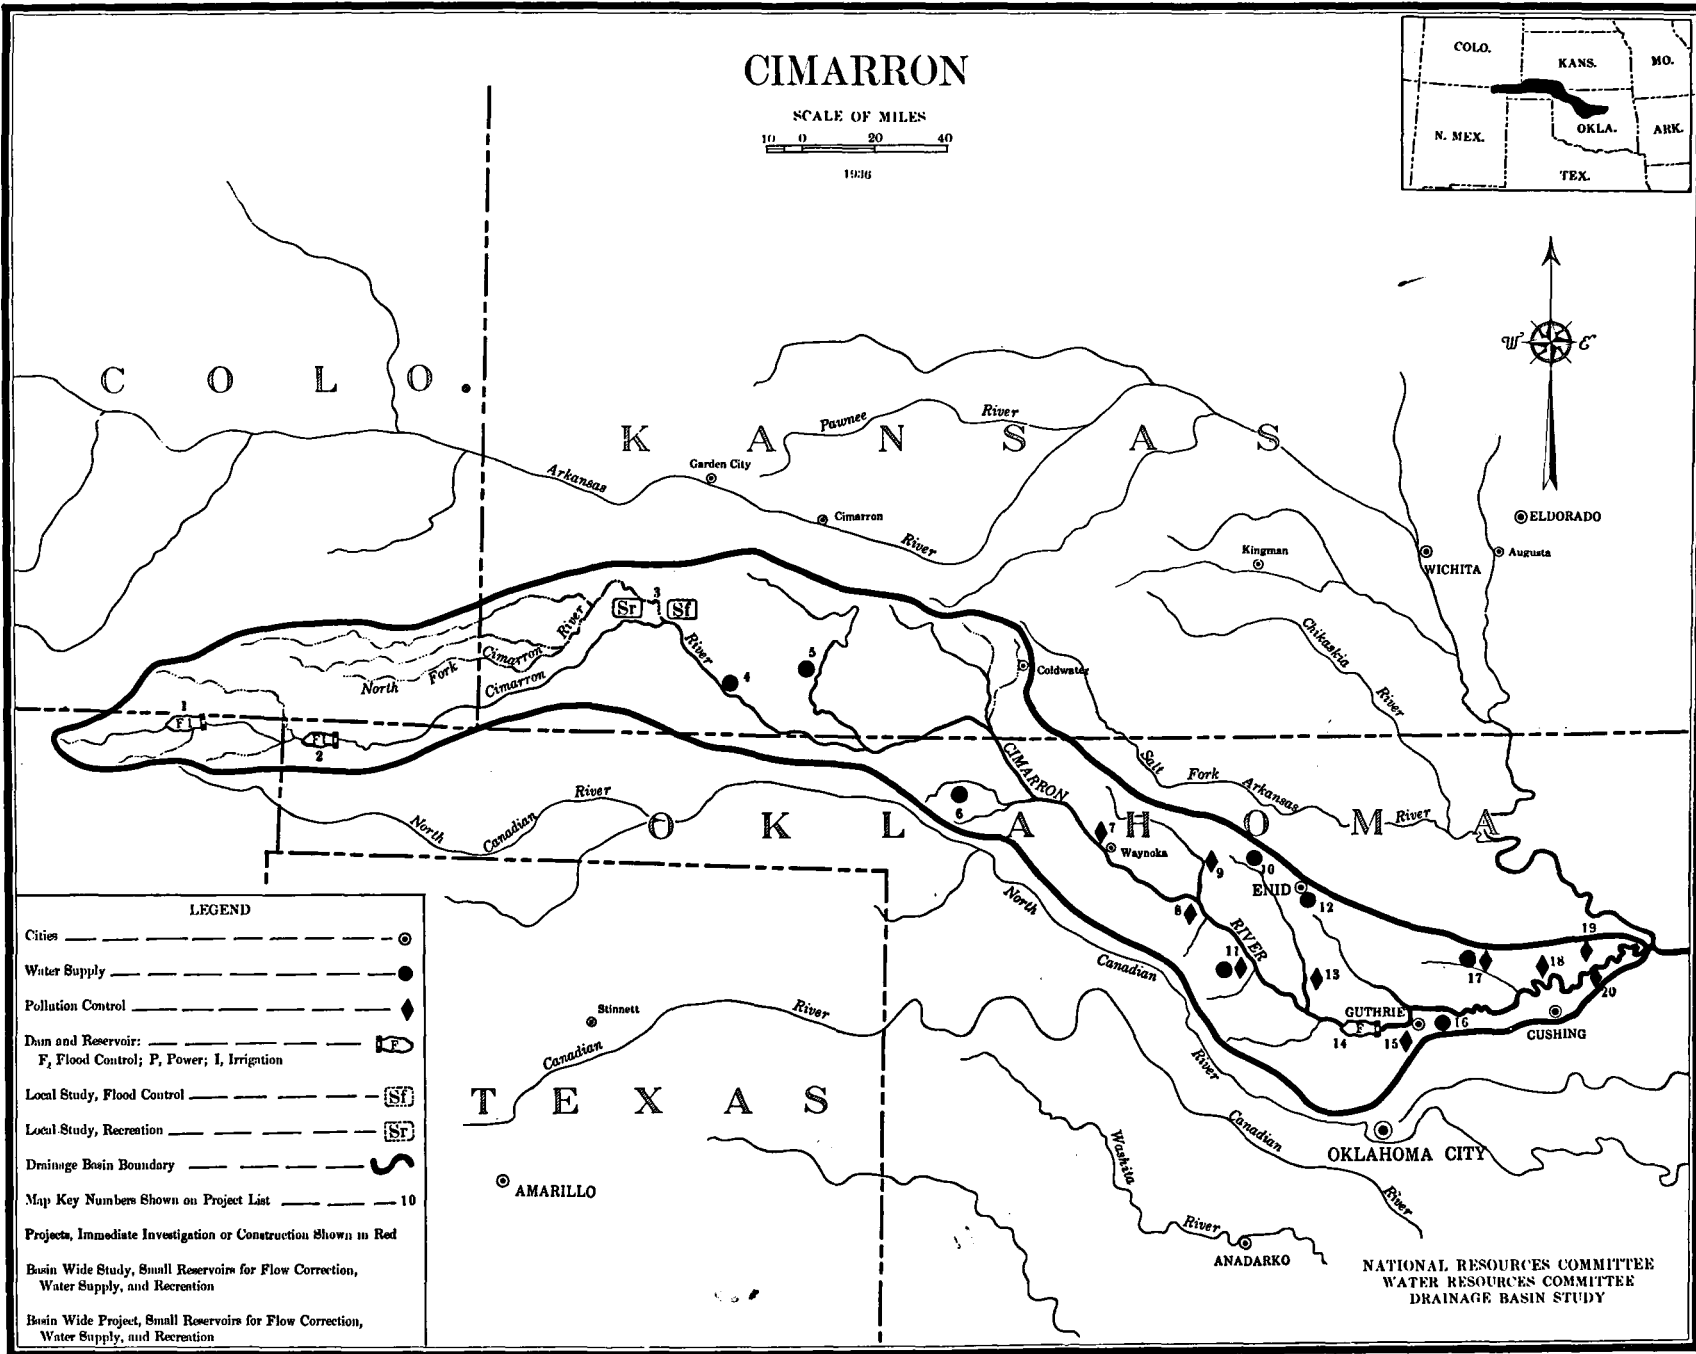 CIMARRON
SCALE OF MILES
10 0 20 40
1936
COLO.
KANS.
MO.
N. MEX.
OKLA.
ARK.
TEX.
W E
COLO.
KANSAS
Pawnee River
Garden City
Arkansas River
Cimarron
ELDORADO
Kingman
WICHITA
Augusta
Chikaskia River
Coldwater
3
Sr
Sf
River
North Fork Cimarron River
Cimarron
4
5
1
F
2
F
CIMARRON
Salt Fork Arkansas River
North Canadian River
OKLAHOMA
6
7
Waynoka
9
10
ENID
12
8
RIVER
11
13
North Canadian River
19
17
18
20
GUTHRIE
14
F
15
16
CUSHING
OKLAHOMA CITY
Stinnett
Canadian River
Canadian River
TEXAS
AMARILLO
Washita River
ANADARKO
LEGEND
Cities
Water Supply
Pollution Control
Dam and Reservoir: F
F, Flood Control; P, Power; I, Irrigation
Local Study, Flood Control Sf
Local Study, Recreation Sr
Drainage Basin Boundary
Map Key Numbers Shown on Project List 10
Projects, Immediate Investigation or Construction Shown in Red
Basin Wide Study, Small Reservoirs for Flow Correction,
Water Supply, and Recreation
Basin Wide Project, Small Reservoirs for Flow Correction,
Water Supply, and Recreation
NATIONAL RESOURCES COMMITTEE
WATER RESOURCES COMMITTEE
DRAINAGE BASIN STUDY